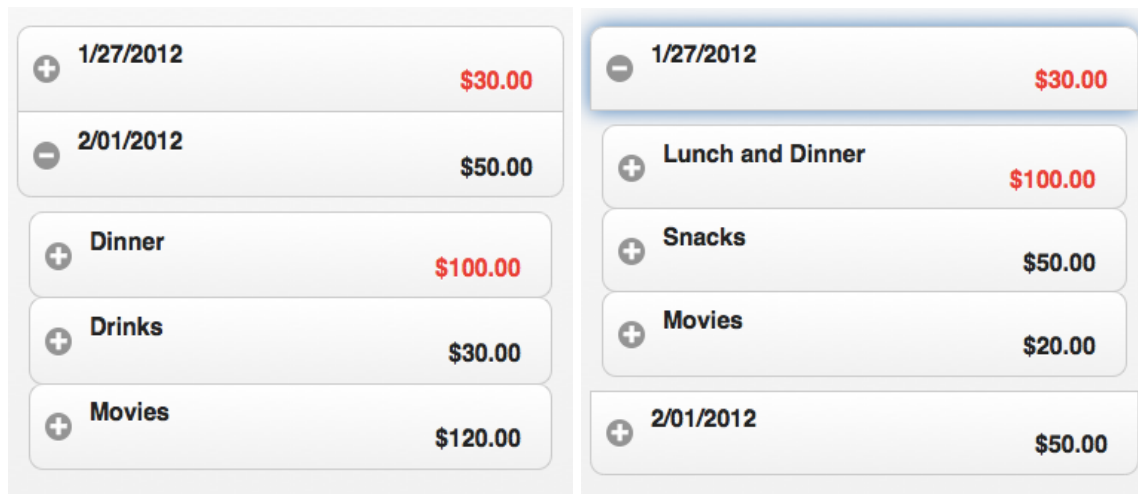 1/27/2012
$30.00
2/01/2012
$50.00
Dinner
$100.00
Drinks
$30.00
Movies
$120.00
1/27/2012
$30.00
Lunch and Dinner
$100.00
Snacks
$50.00
Movies
$20.00
2/01/2012
$50.00